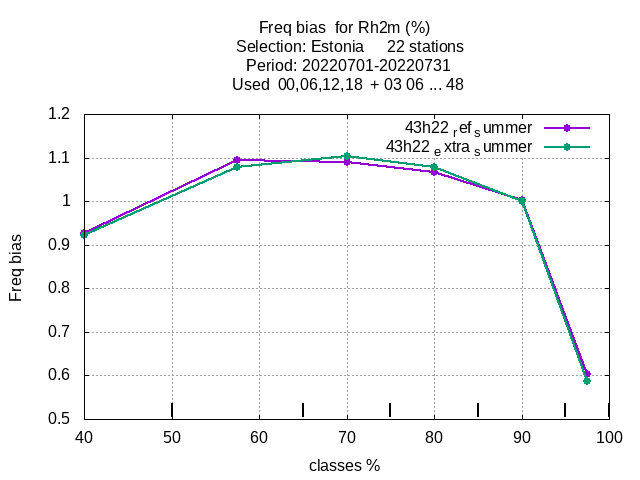 Freq bias  for Rh2m (%)
Selection: Estonia     22 stations
Period: 20220701-20220731
Used  00,06,12,18  + 03 06 ... 48
43h22 ref summer
43h22 extra summer
1.2
1.1
1
0.9
0.8
0.7
0.6
0.5
Freq bias
40 50 60 70 80 90 100
classes %